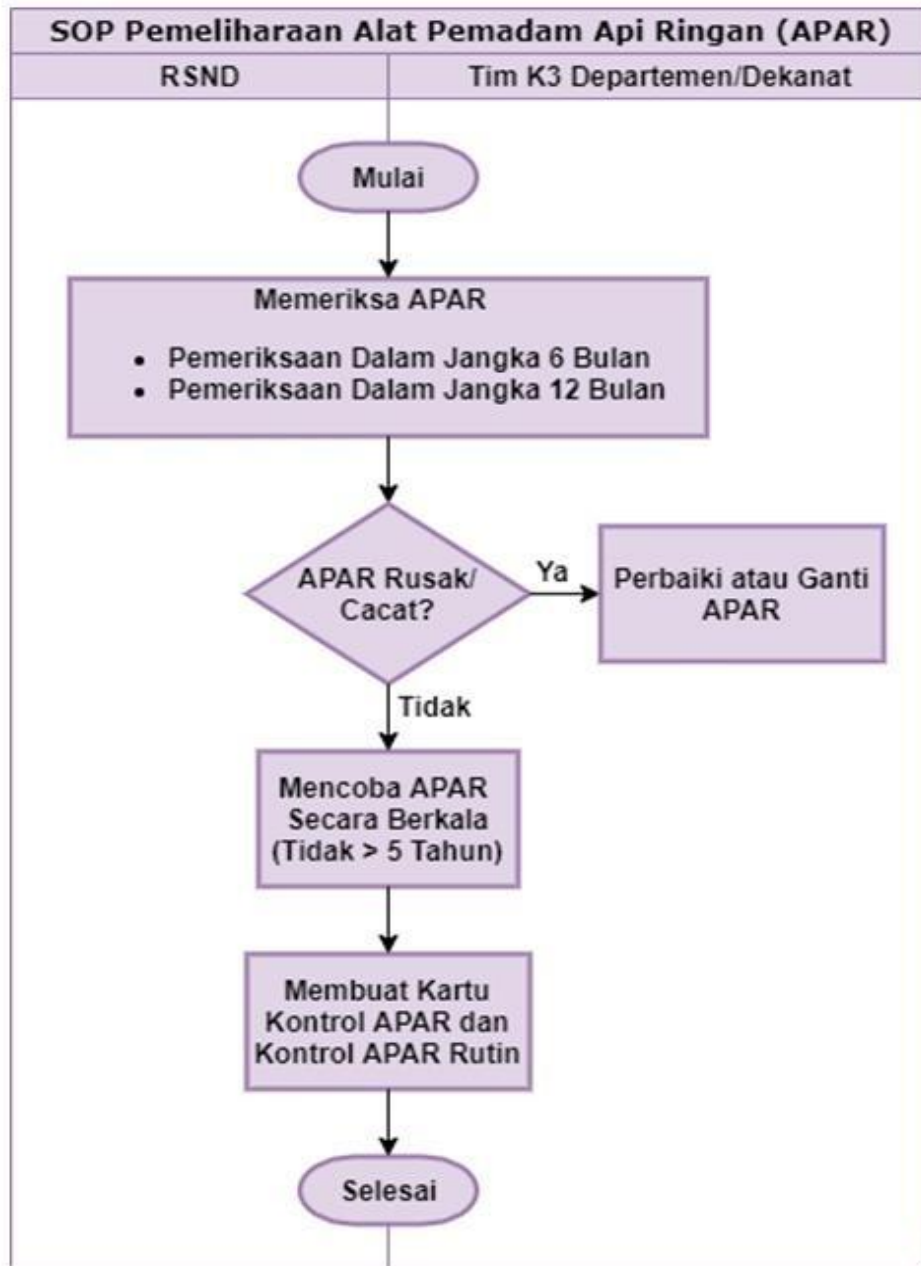 SOP Pemeliharaan Alat Pemadam Api Ringan (APAR)
RSND
Tim K3 Departemen/Dekanat
Mulai
Memeriksa APAR
• Pemeriksaan Dalam Jangka 6 Bulan
• Pemeriksaan Dalam Jangka 12 Bulan
APAR Rusak/
Cacat?
Ya
Perbaiki atau Ganti
APAR
Tidak
Mencoba APAR
Secara Berkala
(Tidak > 5 Tahun)
Membuat Kartu
Kontrol APAR dan
Kontrol APAR Rutin
Selesai